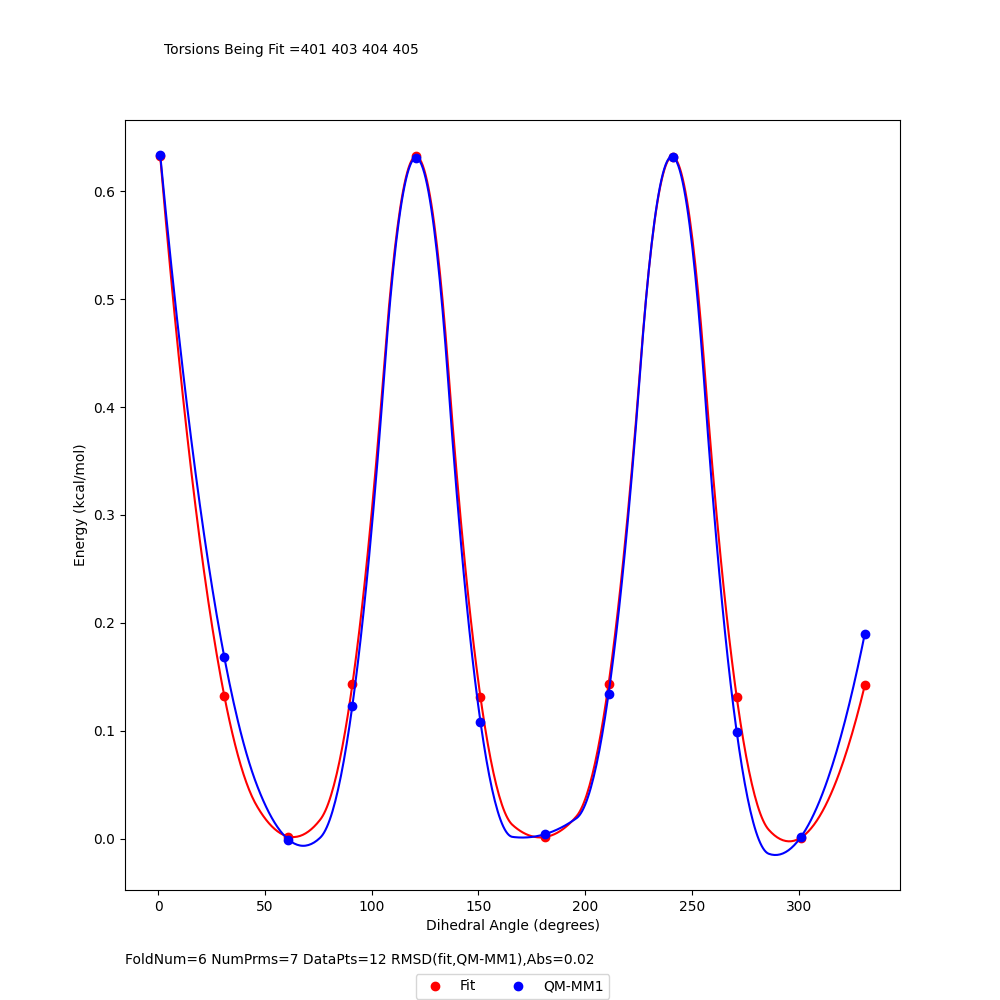 Torsions Being Fit =401 403 404 405
0.6
0.5
0.4
0.3
0.2
0.1
0.0
Energy (kcal/mol)
0 50 100 150 200 250 300
Dihedral Angle (degrees)
FoldNum=6 NumPrms=7 DataPts=12 RMSD(fit,QM-MM1),Abs=0.02
Fit QM-MM1